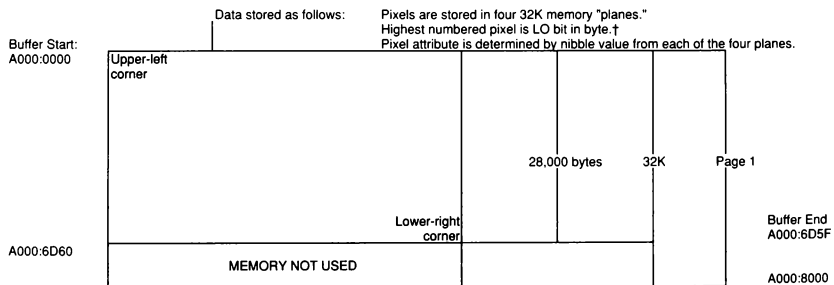 Data stored as follows: Pixels are stored in four 32K memory "planes."
Highest numbered pixel is LO bit in byte.†
Pixel attribute is determined by nibble value from each of the four planes.
Buffer Start:
A000:0000
Upper-left
corner
28,000 bytes 32K Page 1
Lower-right
corner
Buffer End
A000:6D5F
A000:6D60
MEMORY NOT USED
A000:8000